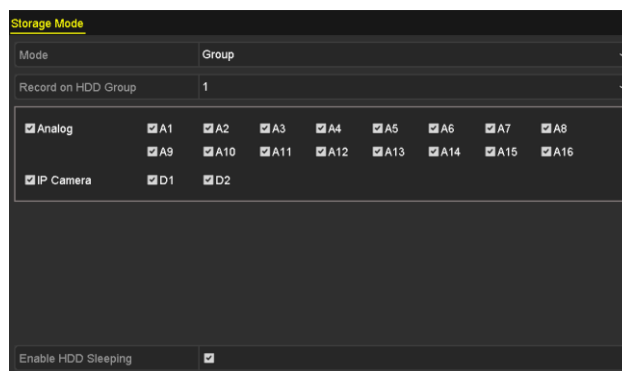 Storage Mode
Mode Group
Record on HDD Group 1
Analog A1 A2 A3 A4 A5 A6 A7 A8
A9 A10 A11 A12 A13 A14 A15 A16
IP Camera D1 D2
Enable HDD Sleeping